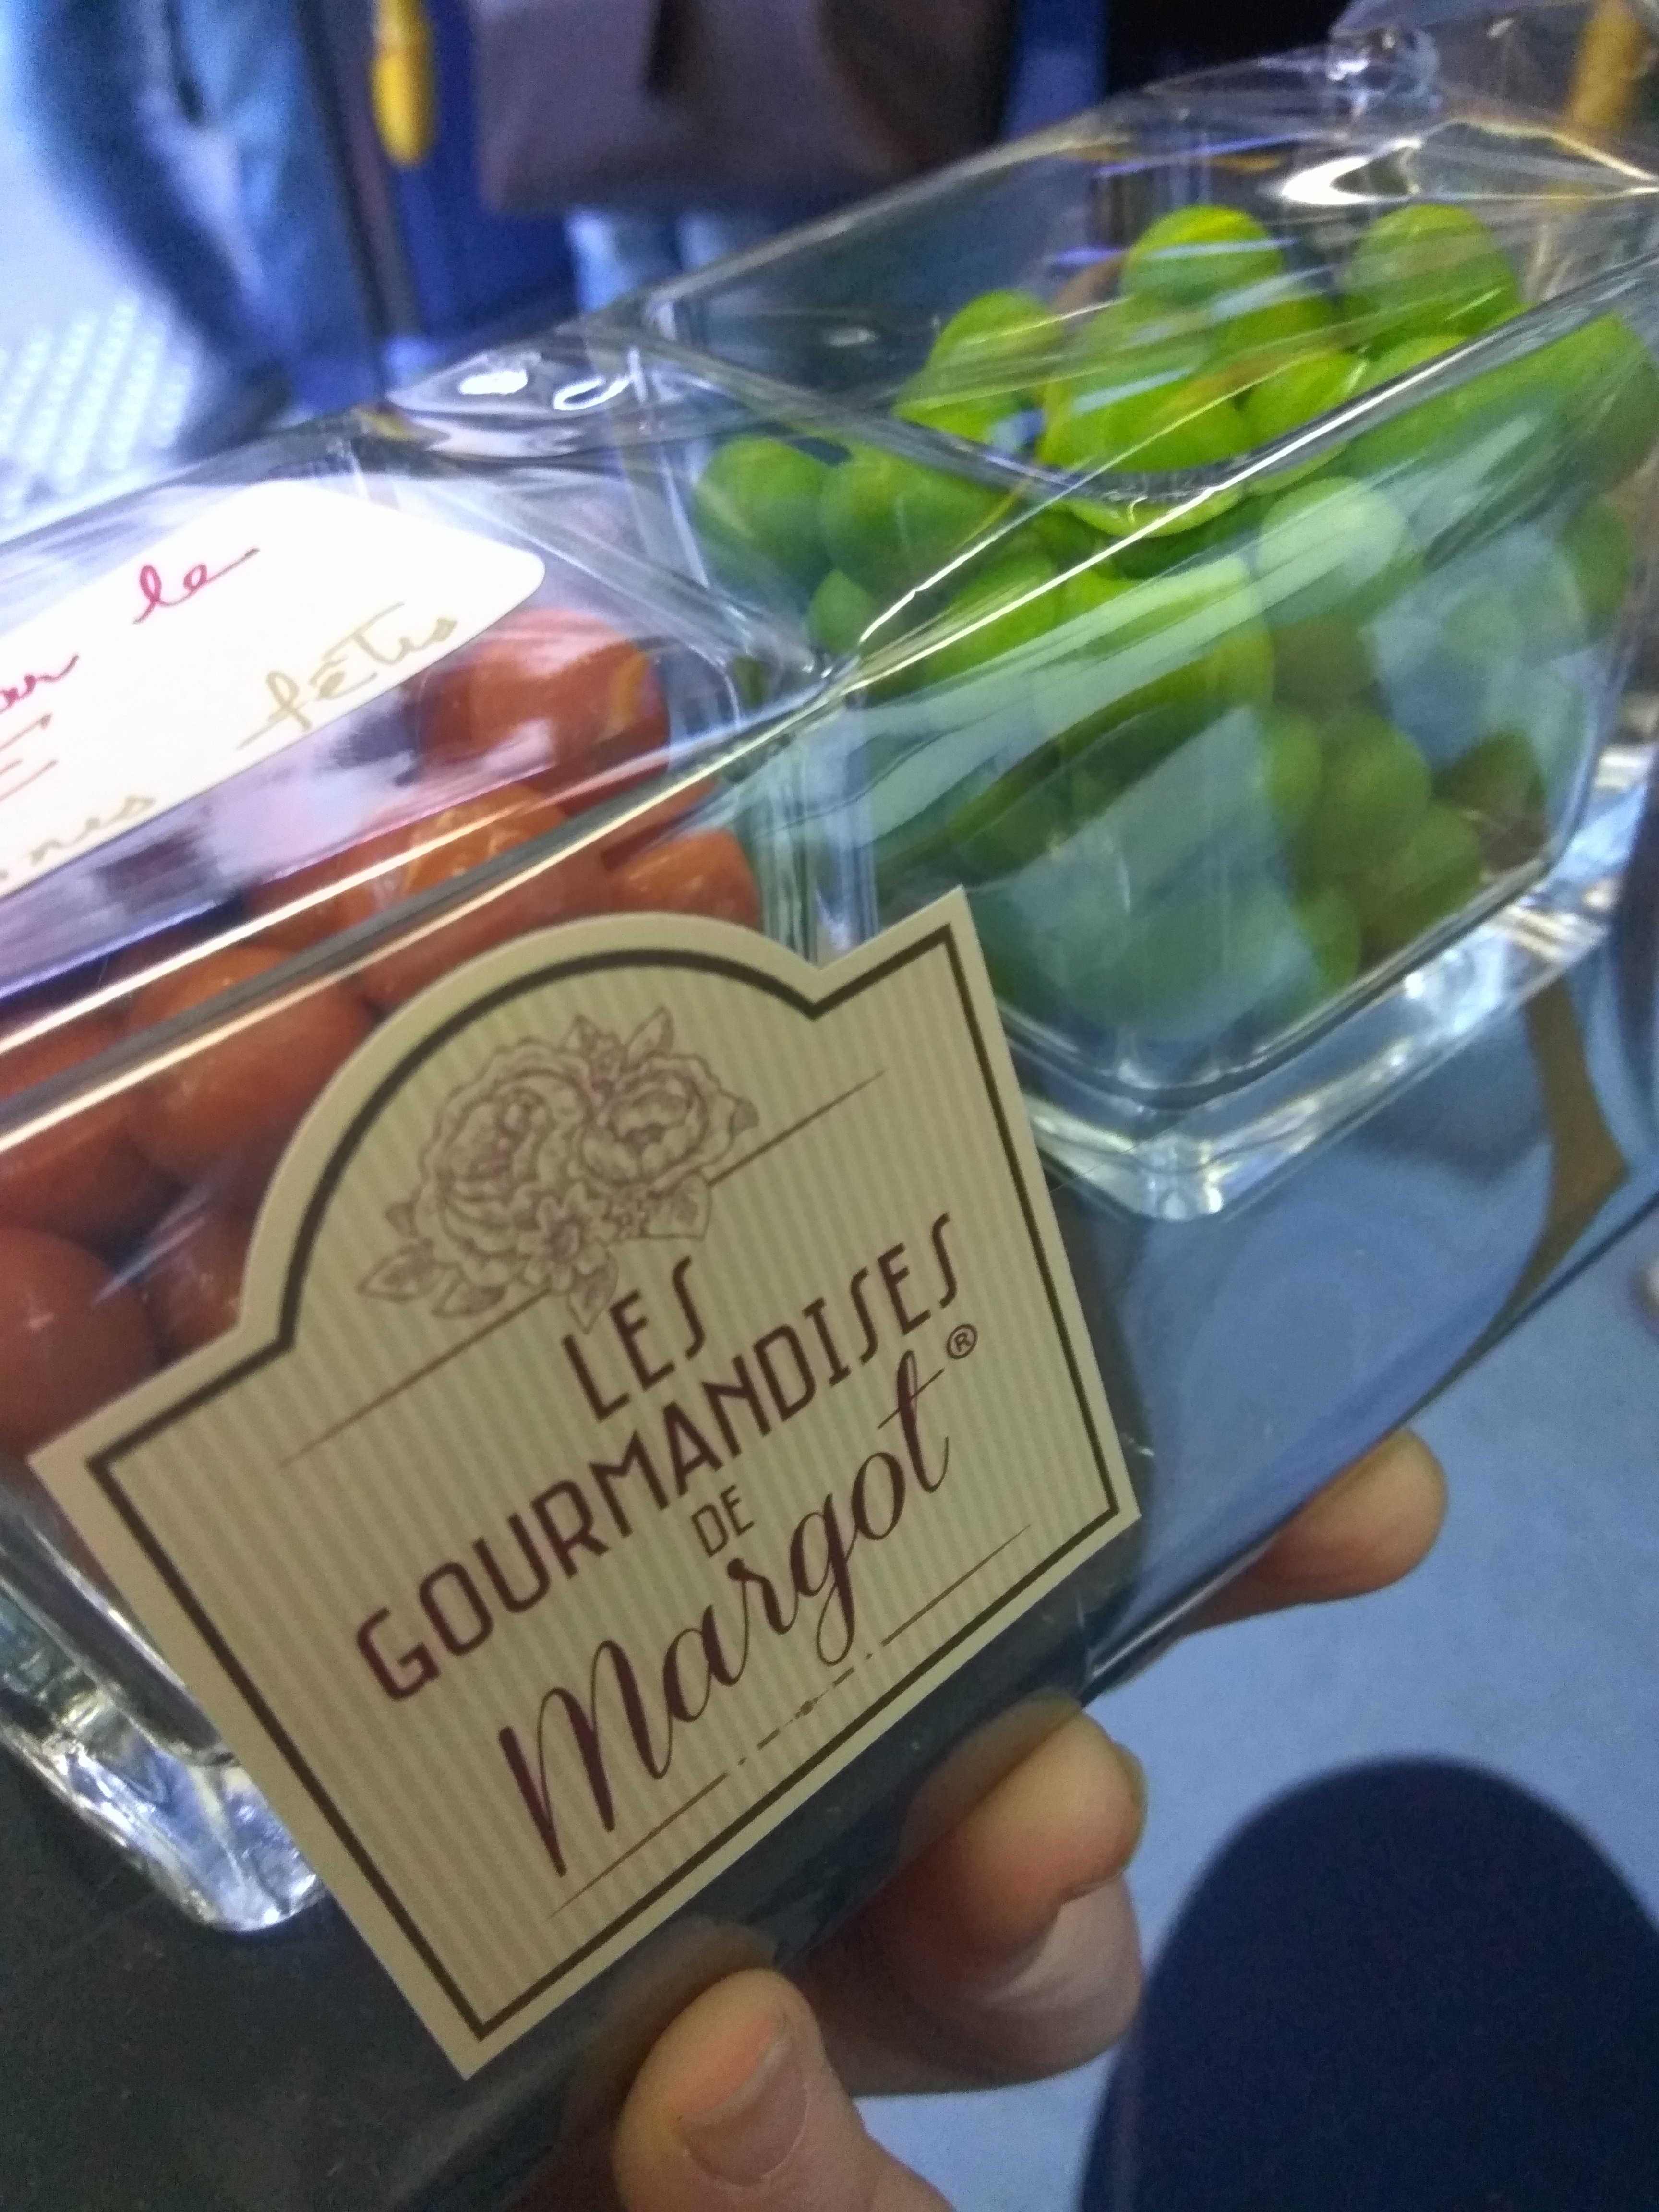 le
fêtes
LES
GOURMANDISES
DE
Margot®